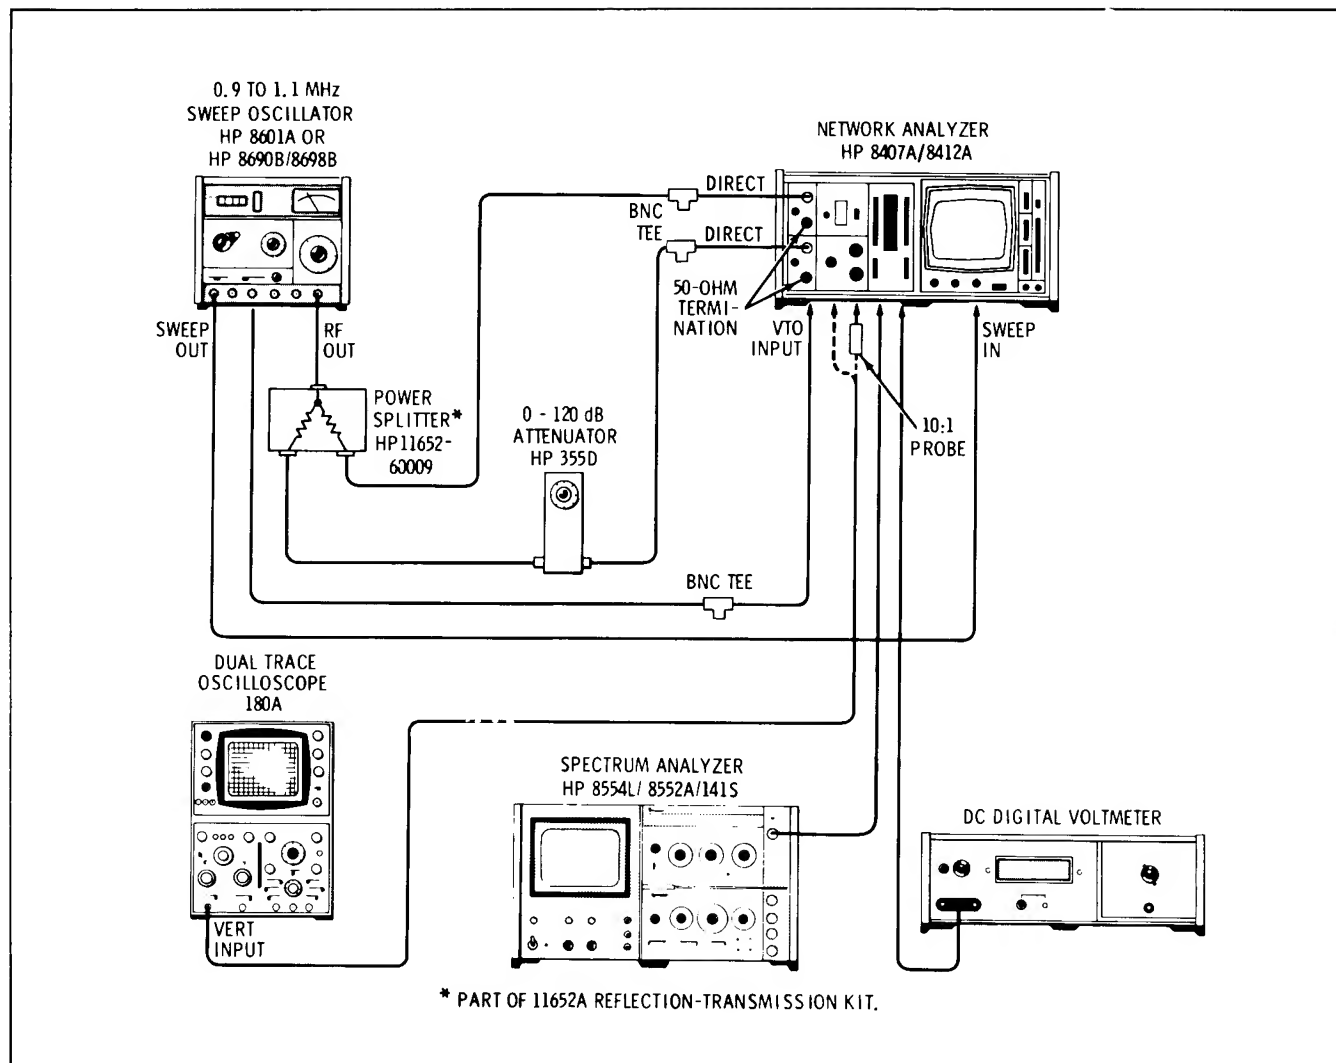 0.9 TO 1.1 MHz
SWEEP OSCILLATOR
HP 8601A OR
HP 8690B/8698B
NETWORK ANALYZER
HP 8407A/8412A
DIRECT
BNC
TEE
DIRECT
50-OHM
TERMI-
NATION
SWEEP
OUT
RF
OUT
VTO
INPUT
SWEEP
IN
POWER
SPLITTER*
HP11652-
60009
0 - 120 dB
ATTENUATOR
HP 355D
10:1
PROBE
BNC TEE
DUAL TRACE
OSCILLOSCOPE
180A
VERT
INPUT
SPECTRUM ANALYZER
HP 8554L/ 8552A/141S
DC DIGITAL VOLTMETER
* PART OF 11652A REFLECTION-TRANSMISSION KIT.